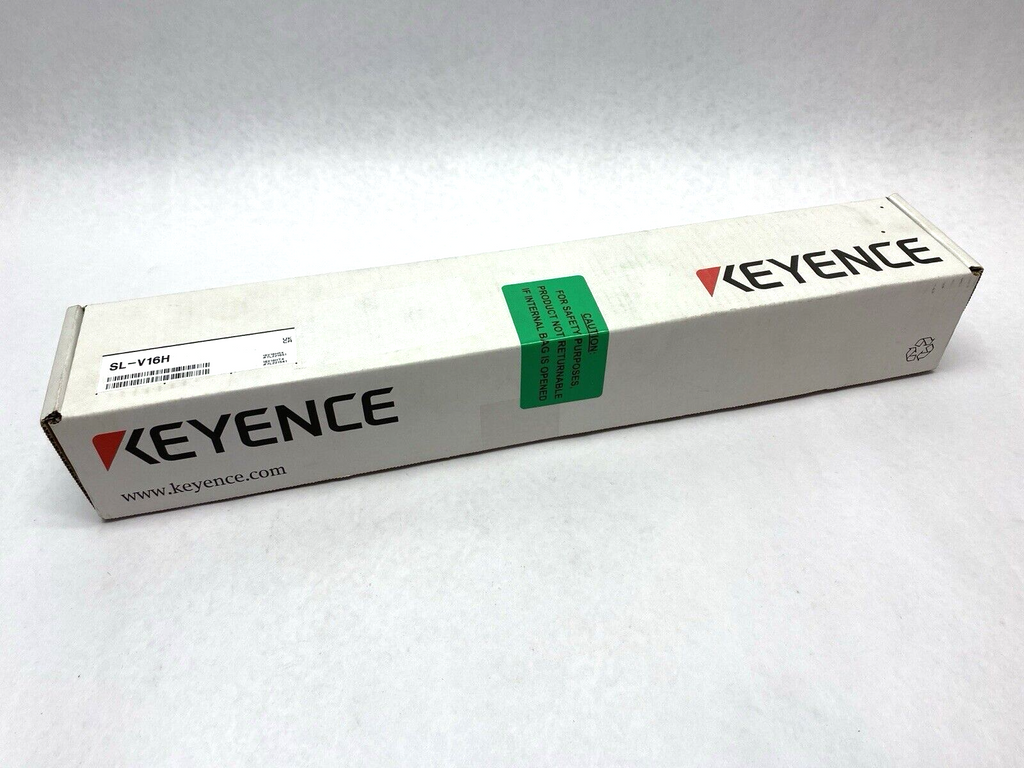 KEYENCE
SL-V16H
CAUTION:
FOR SAFETY PURPOSES,
PRODUCT NOT RETURNABLE
IF INTERNAL BAG IS OPENED
KEYENCE
www.keyence.com